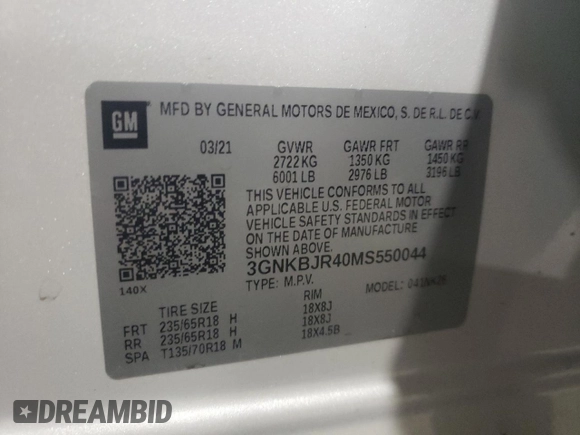 GM
MFD BY GENERAL MOTORS DE MEXICO, S. DE R.L. DE C.V.
03/21 GVWR GAWR FRT GAWR RR
2722 KG 1350 KG 1450 KG
6001 LB 2976 LB 3196 LB
THIS VEHICLE CONFORMS TO ALL
APPLICABLE U.S. FEDERAL MOTOR
VEHICLE SAFETY STANDARDS IN EFFECT
ON THE DATE OF MANUFACTURE
SHOWN ABOVE.
3GNKBJR40MS550044
140X
TYPE: M.P.V. MODEL:
TIRE SIZE RIM
FRT 235/65R18 H 18X8J
RR 235/65R18 H 18X8J
SPA T135/70R18 M 18X4.5B
DREAMBID